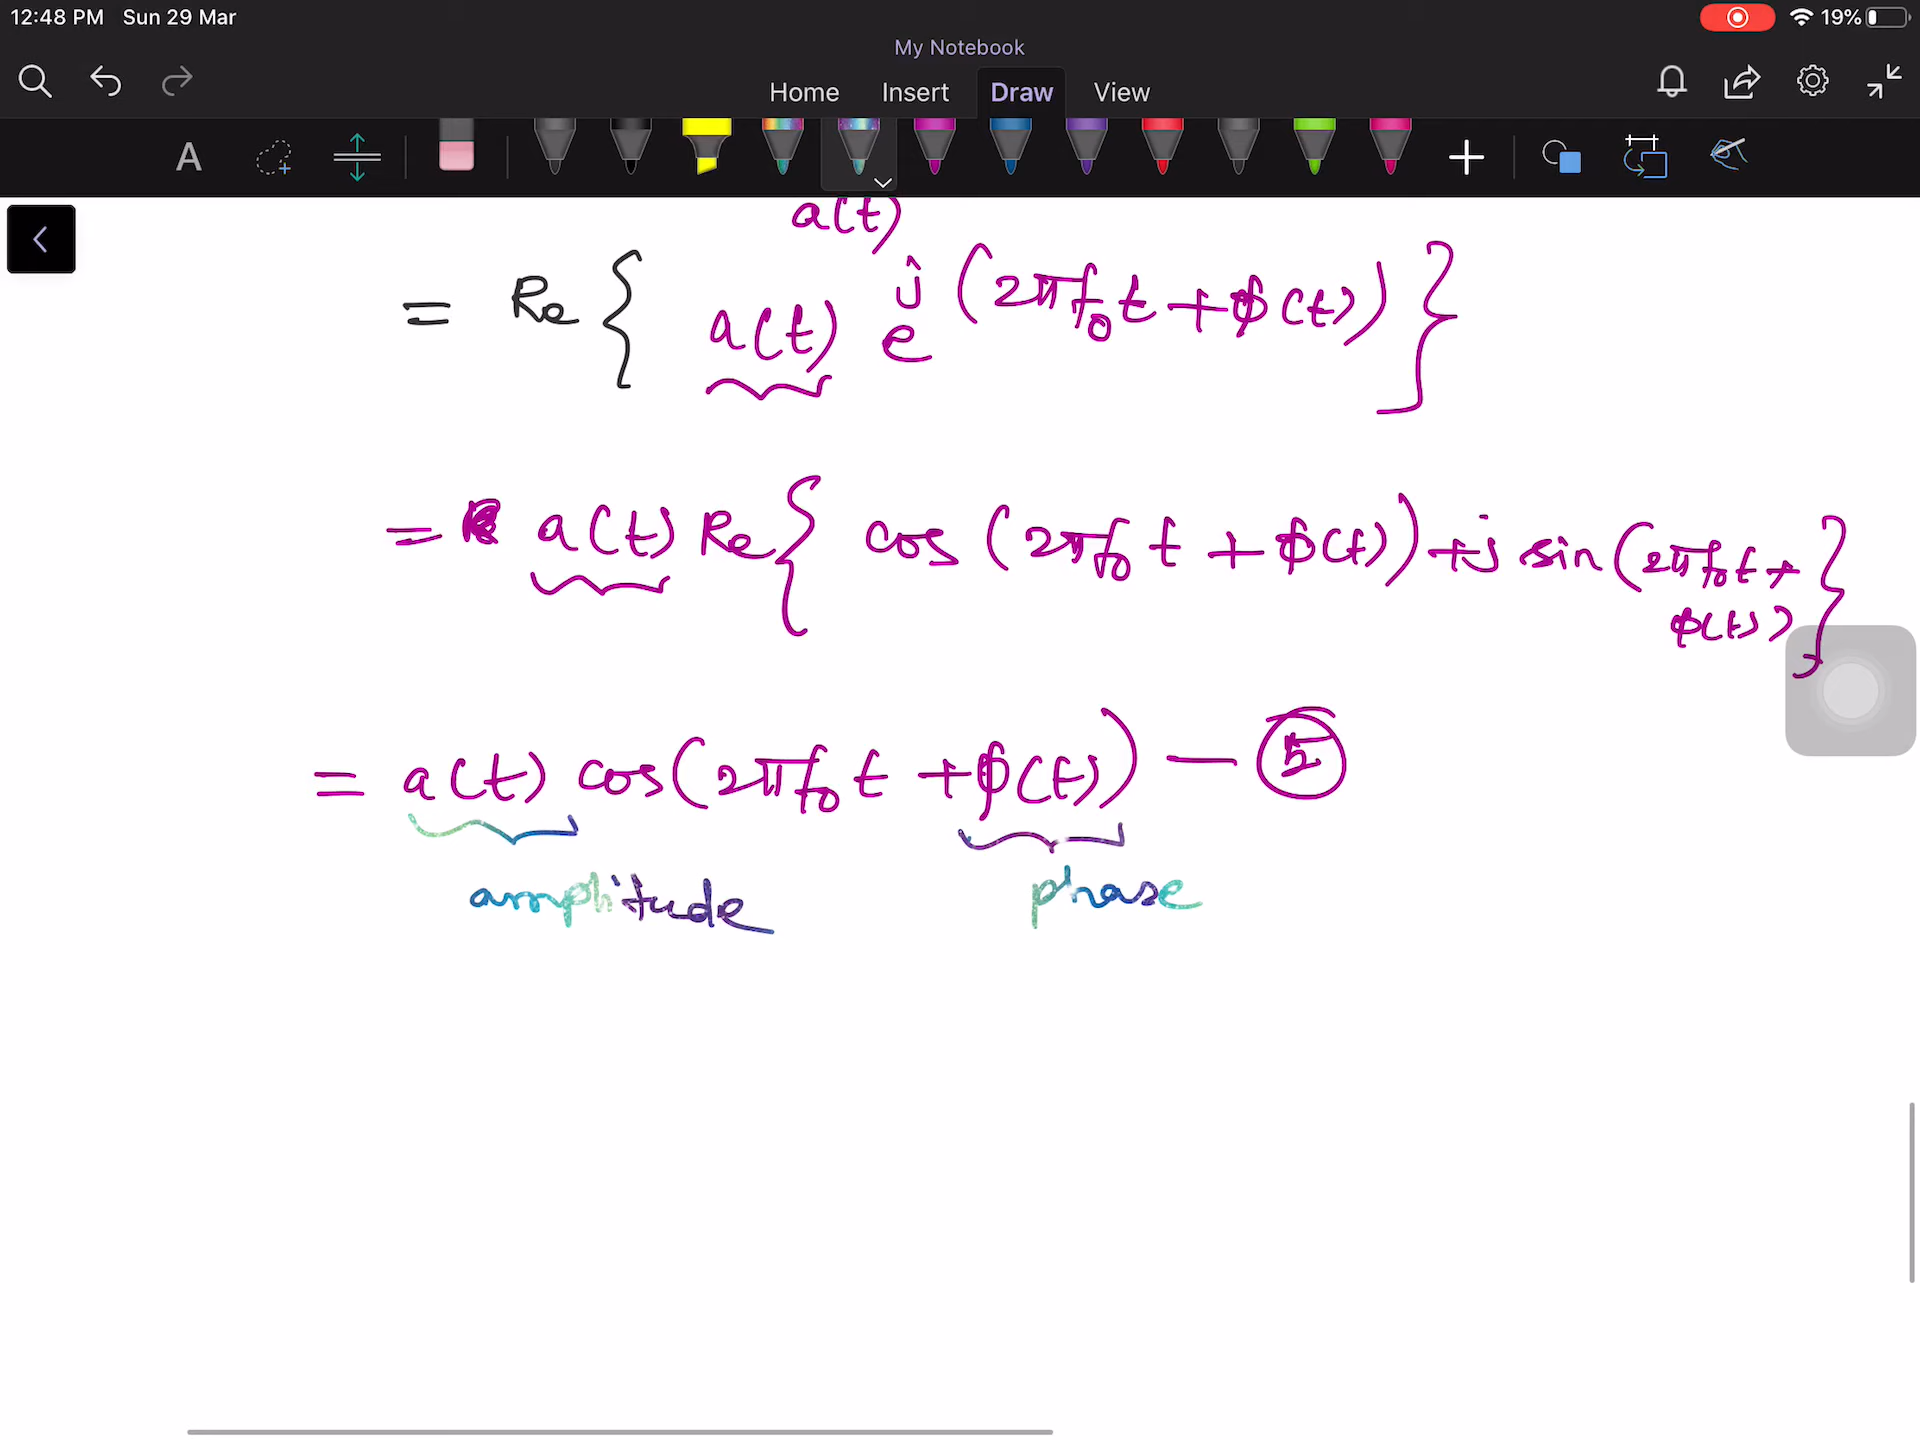 12:48 PM Sun 29 Mar 19%
My Notebook
Home Insert Draw View
A
a(t)
= Re { a(t) e^ĵ(2πf₀t + φ(t)) }
= a(t) Re { cos (2πf₀t + φ(t)) + j sin (2πf₀t +
φ(t)) }
= a(t) cos(2πf₀t + φ(t)) — ⑤
amplitude phase